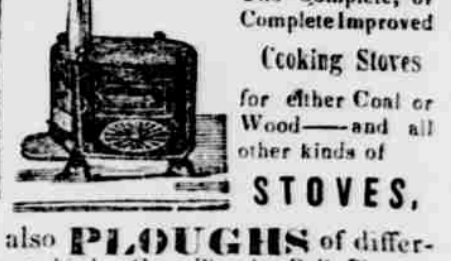 Complete Improved
Cooking Stoves
for either Coal or
Wood——and all
other kinds of
STOVES,
also PLOUGHS of differ-